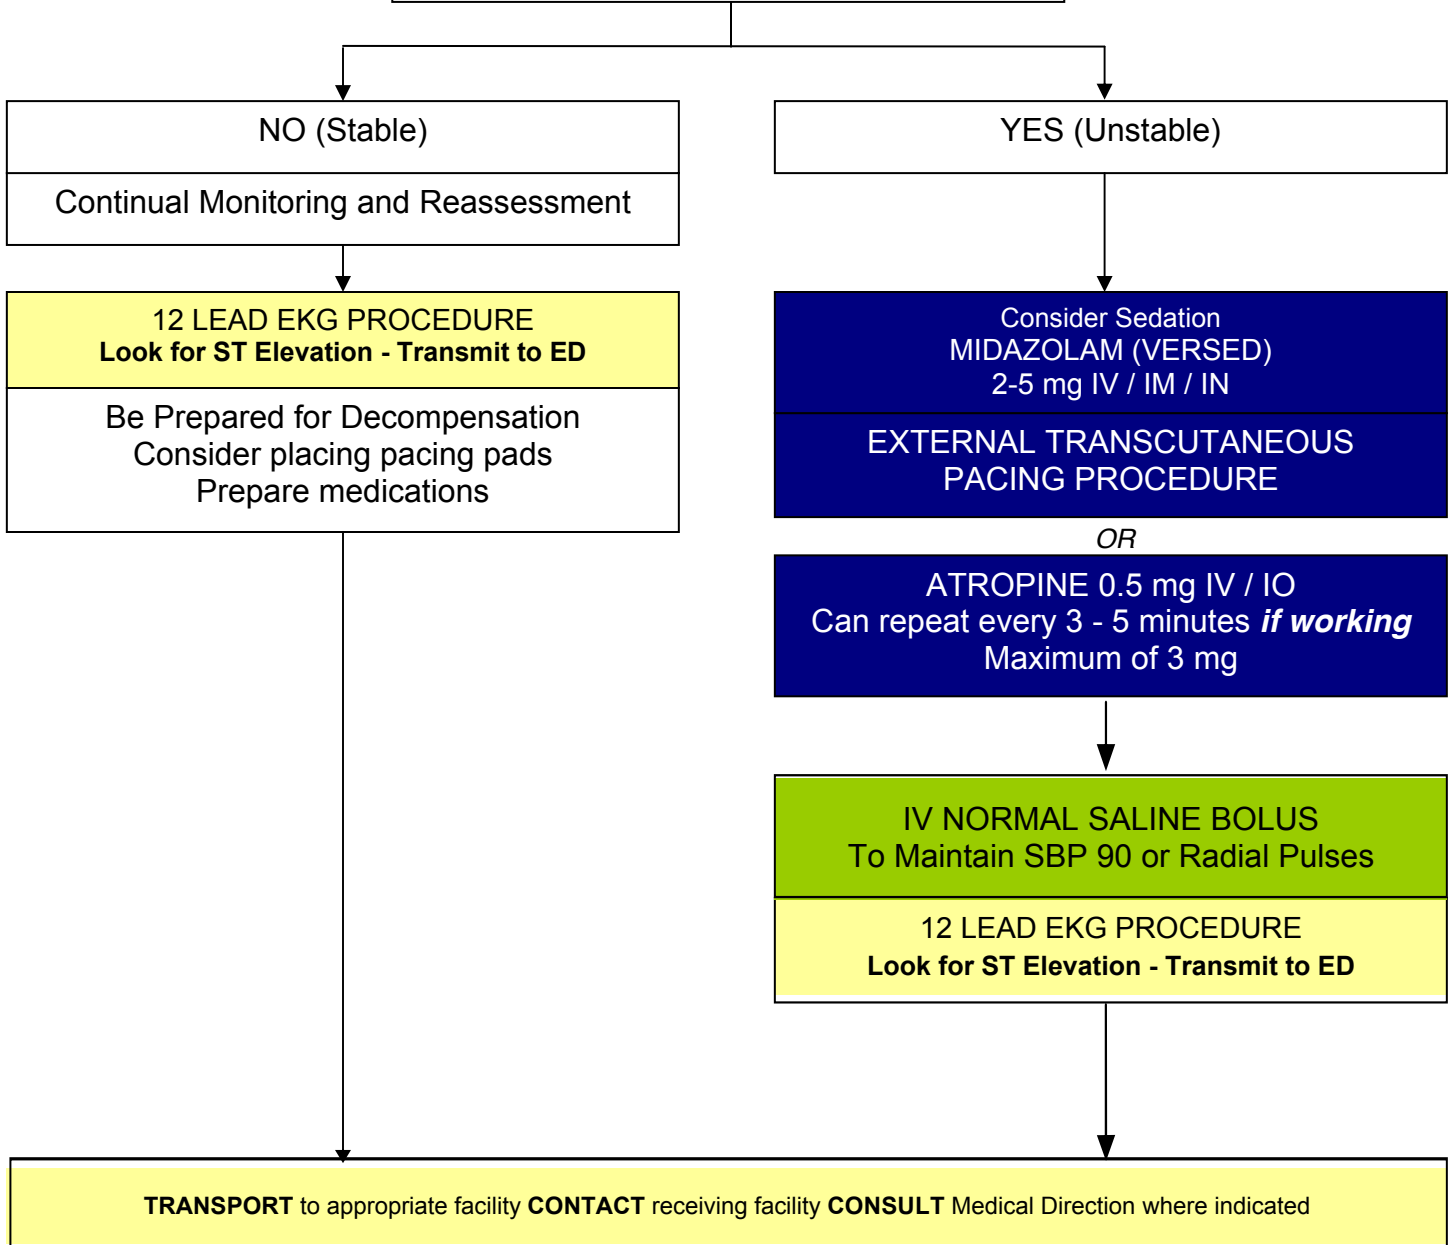 NO (Stable)
Continual Monitoring and Reassessment
12 LEAD EKG PROCEDURE
Look for ST Elevation - Transmit to ED
Be Prepared for Decompensation
Consider placing pacing pads
Prepare medications
YES (Unstable)
Consider Sedation
MIDAZOLAM (VERSED)
2-5 mg IV / IM / IN
EXTERNAL TRANSCUTANEOUS
PACING PROCEDURE
OR
ATROPINE 0.5 mg IV / IO
Can repeat every 3 - 5 minutes if working
Maximum of 3 mg
IV NORMAL SALINE BOLUS
To Maintain SBP 90 or Radial Pulses
12 LEAD EKG PROCEDURE
Look for ST Elevation - Transmit to ED
TRANSPORT to appropriate facility CONTACT receiving facility CONSULT Medical Direction where indicated